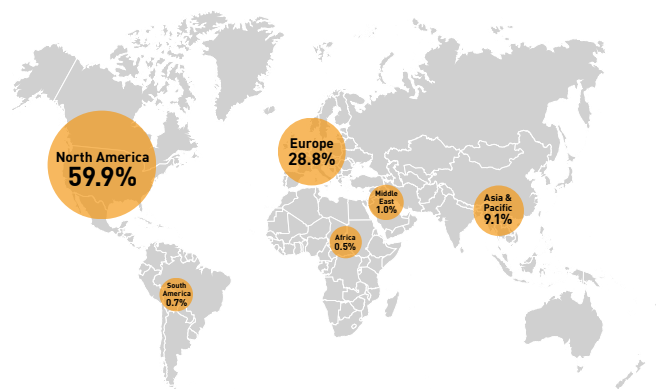 North America
59.9%
Europe
28.8%
Middle
East
1.0%
Asia &
Pacific
9.1%
Africa
0.5%
South
America
0.7%